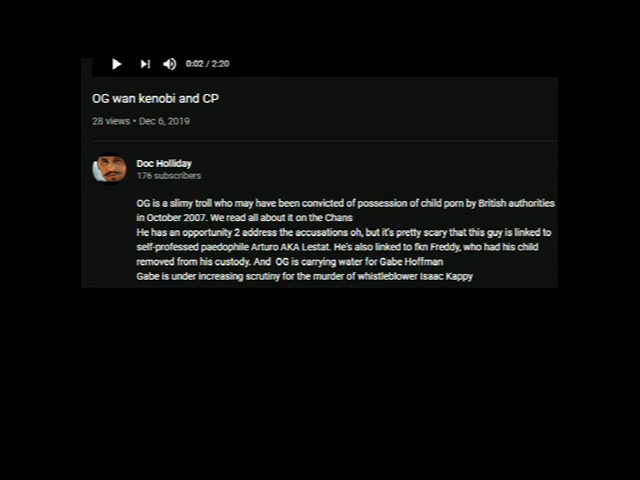 0:02 / 2:20
OG wan kenobi and CP
28 views • Dec 6, 2019
Doc Holliday
176 subscribers
OG is a slimy troll who may have been convicted of possession of child porn by British authorities
in October 2007. We read all about it on the Chans
He has an opportunity 2 address the accusations oh, but it's pretty scary that this guy is linked to
self-professed paedophile Arturo AKA Lestat. He's also linked to fkn Freddy, who had his child
removed from his custody. And  OG is carrying water for Gabe Hoffman
Gabe is under increasing scrutiny for the murder of whistleblower Isaac Kappy